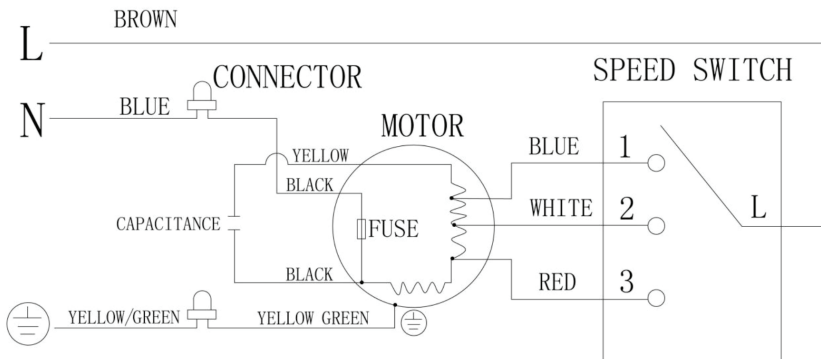 BROWN
L
CONNECTOR
SPEED SWITCH
N
BLUE
MOTOR
YELLOW
BLUE
1
BLACK
WHITE
2
L
CAPACITANCE
FUSE
BLACK
RED
3
YELLOW/GREEN
YELLOW GREEN